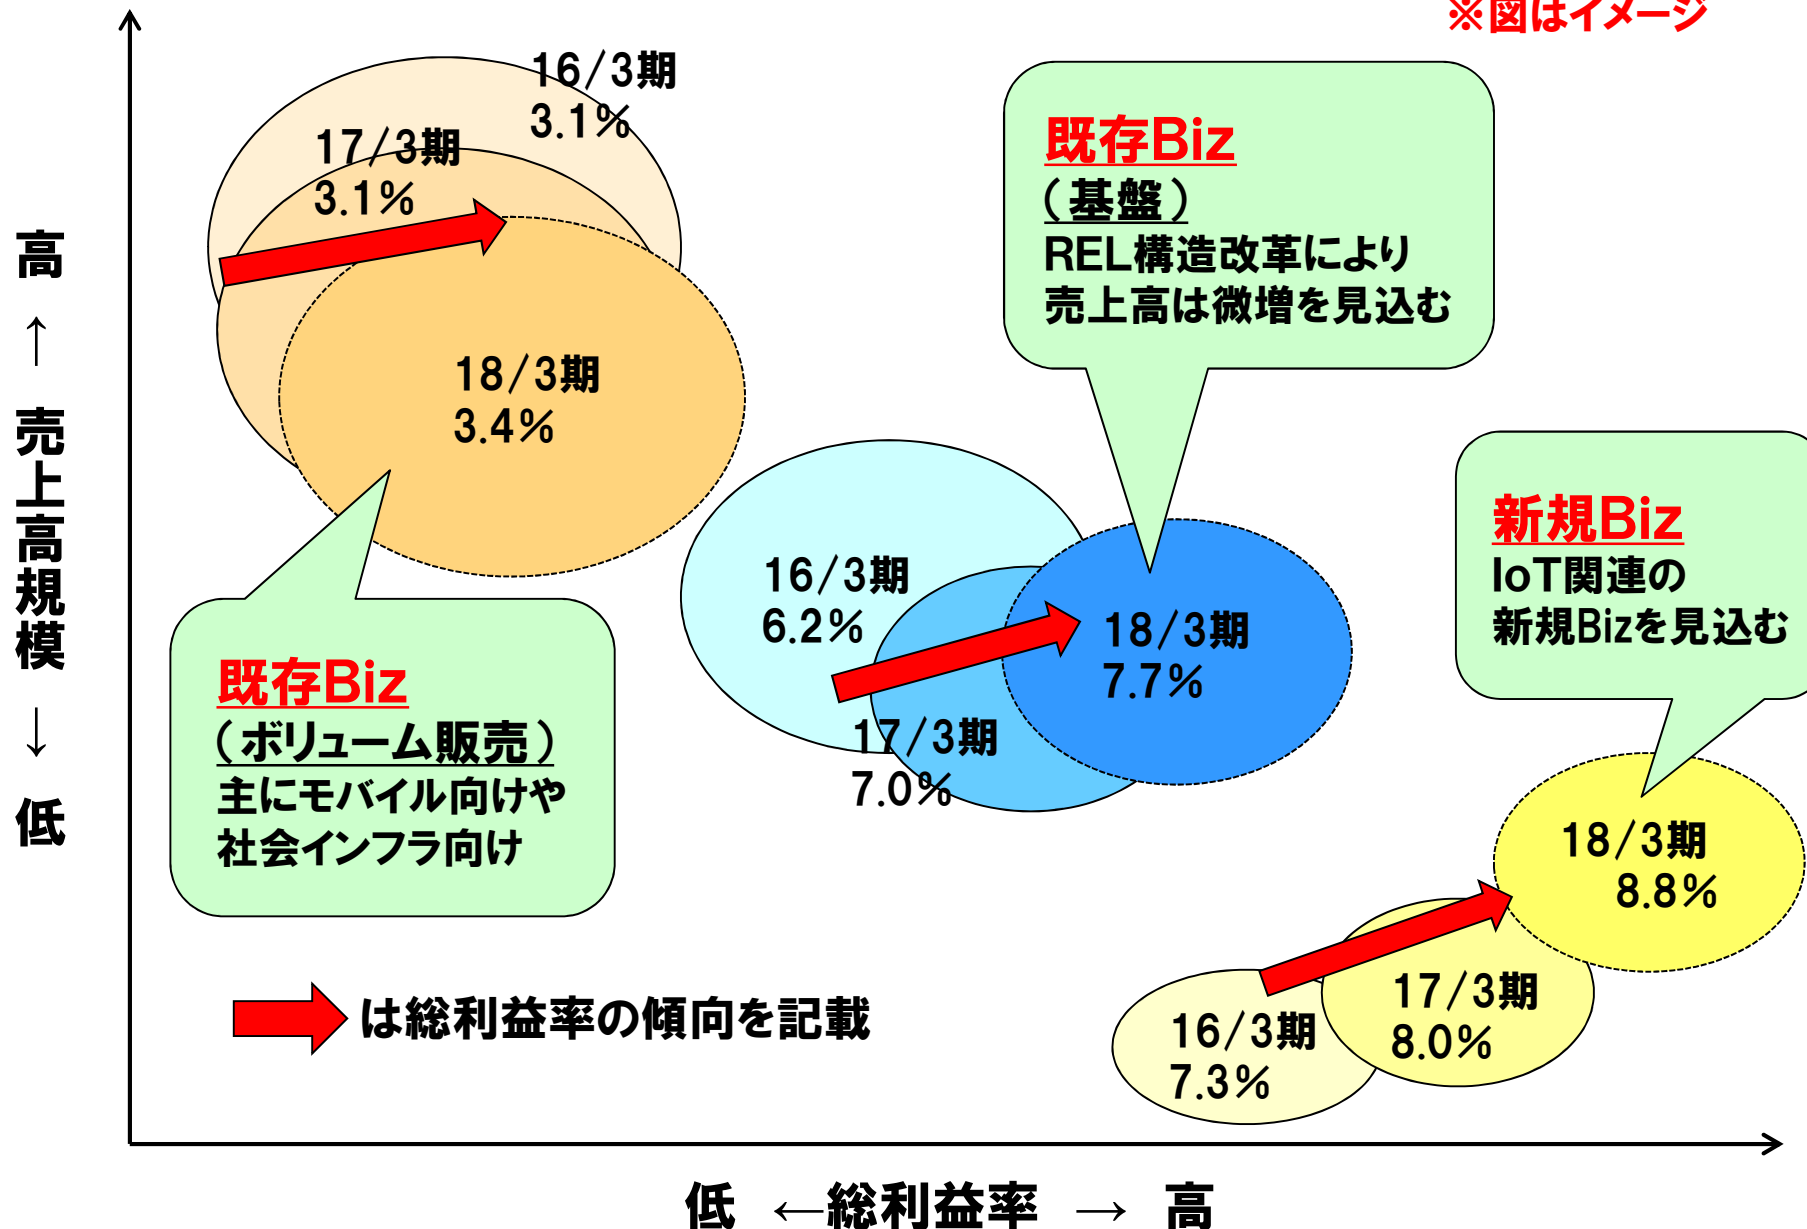 ※図はイメージ
16/3期
3.1%
17/3期
3.1%
18/3期
3.4%
既存Biz
（基盤）
REL構造改革により
売上高は微増を見込む
高 ↑ 売上高規模 ↓ 低
16/3期
6.2%
17/3期
7.0%
18/3期
7.7%
新規Biz
IoT関連の
新規Bizを見込む
既存Biz
（ボリューム販売）
主にモバイル向けや
社会インフラ向け
18/3期
8.8%
17/3期
8.0%
16/3期
7.3%
は総利益率の傾向を記載
低 ←総利益率 → 高